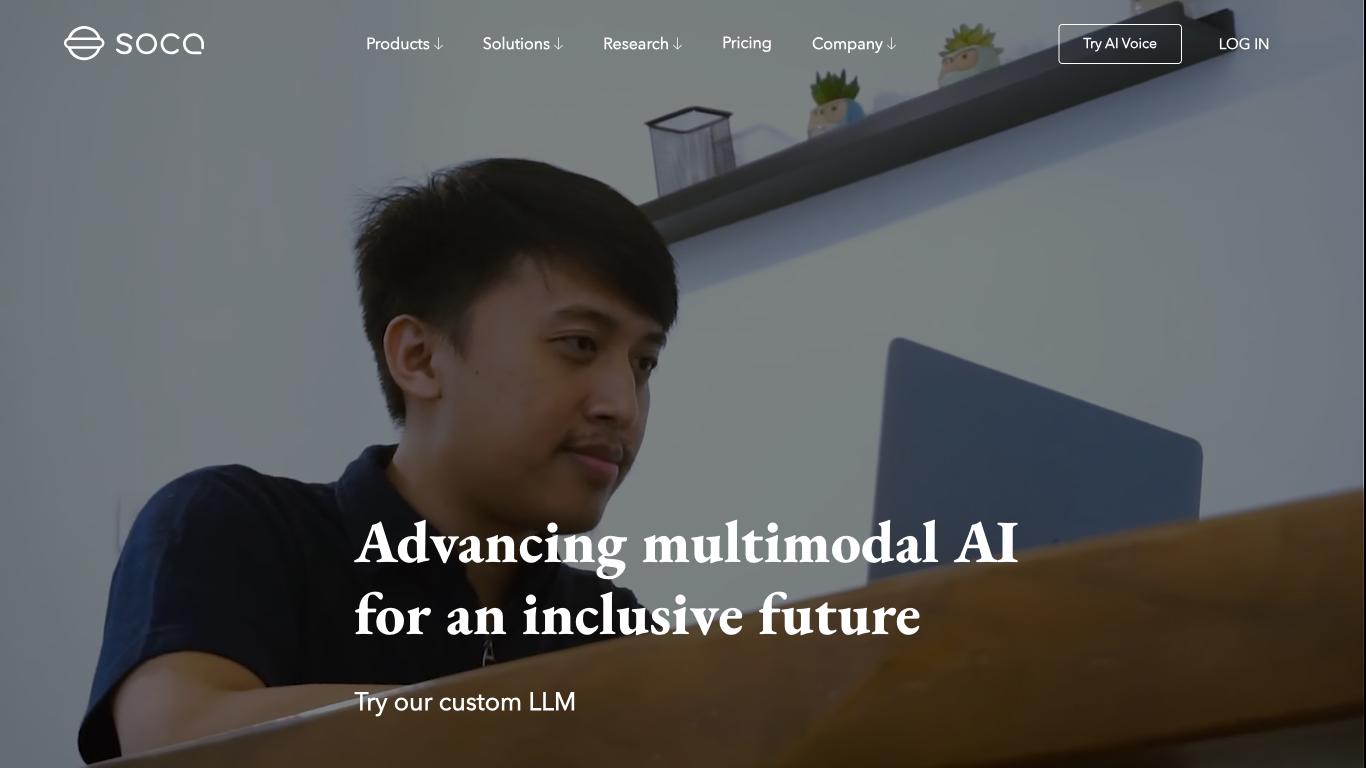 SOCA
Products ↓
Solutions ↓
Research ↓
Pricing
Company ↓
Try AI Voice
LOG IN
Advancing multimodal AI
for an inclusive future
Try our custom LLM